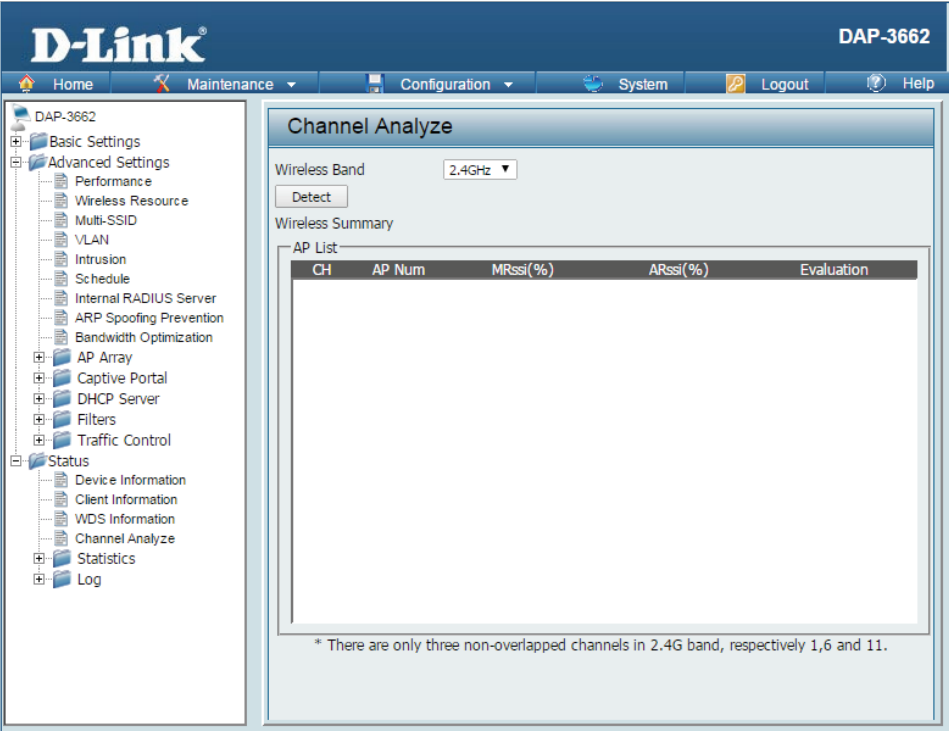 D-Link®
DAP-3662
Home Maintenance Configuration System Logout Help
DAP-3662
Basic Settings
Advanced Settings
Performance
Wireless Resource
Multi-SSID
VLAN
Intrusion
Schedule
Internal RADIUS Server
ARP Spoofing Prevention
Bandwidth Optimization
AP Array
Captive Portal
DHCP Server
Filters
Traffic Control
Status
Device Information
Client Information
WDS Information
Channel Analyze
Statistics
Log
Channel Analyze
Wireless Band 2.4GHz
Detect
Wireless Summary
AP List
CH AP Num MRssi(%) ARssi(%) Evaluation
* There are only three non-overlapped channels in 2.4G band, respectively 1,6 and 11.